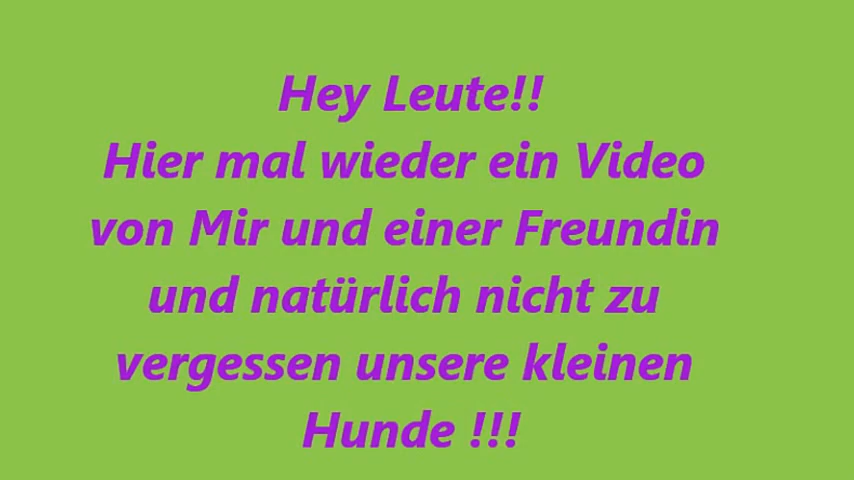 Hey Leute!!
Hier mal wieder ein Video
von Mir und einer Freundin
und natürlich nicht zu
vergessen unsere kleinen
Hunde !!!